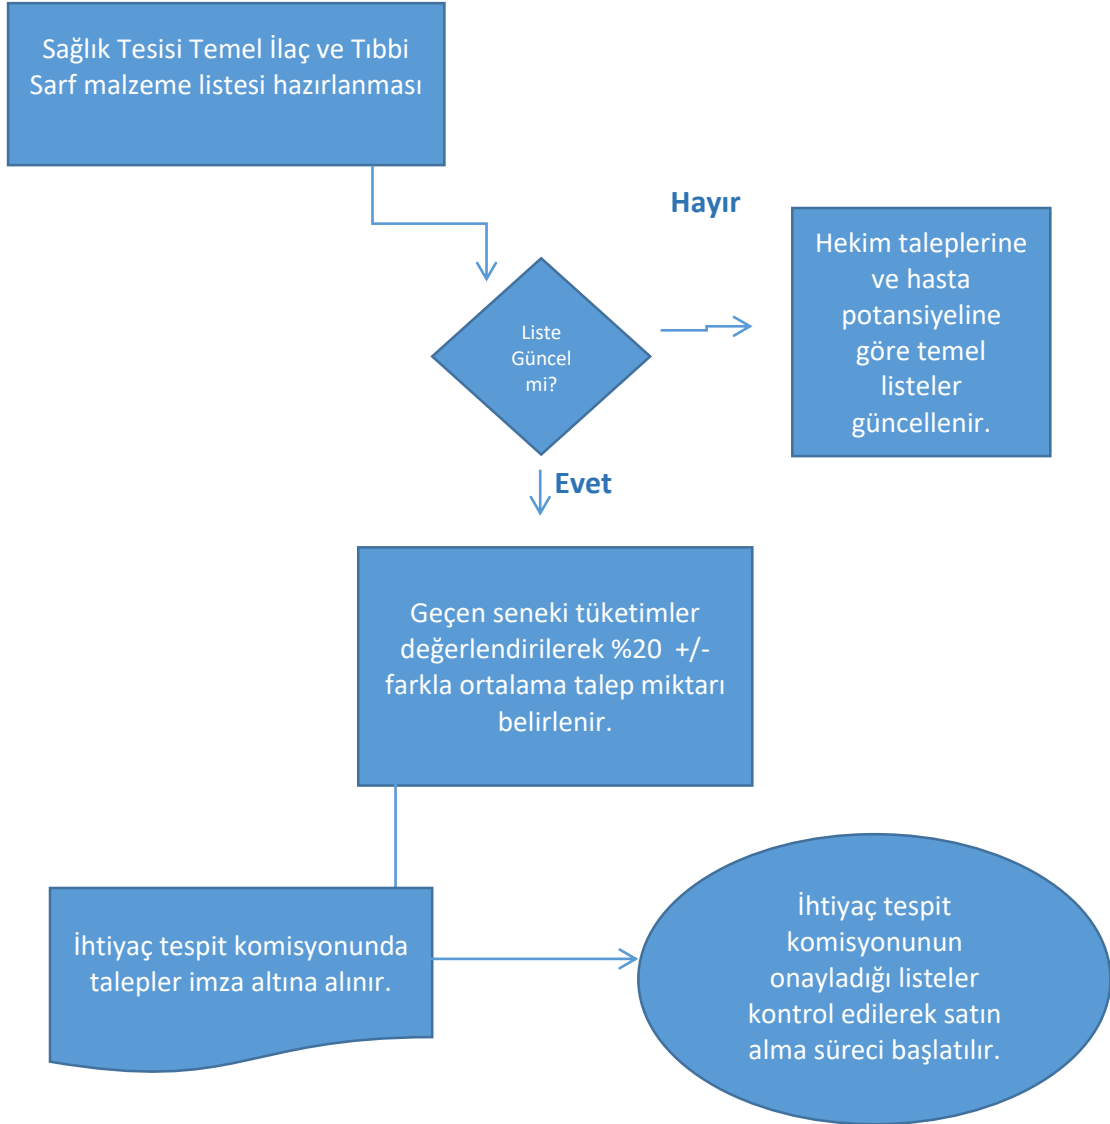 Sağlık Tesisi Temel İlaç ve Tıbbi
Sarf malzeme listesi hazırlanması
Hayır
Hekim taleplerine
ve hasta
potansiyeline
göre temel
listeler
güncellenir.
Liste
Güncel
mi?
Evet
Geçen seneki tüketimler
değerlendirilerek %20  +/-
farkla ortalama talep miktarı
belirlenir.
İhtiyaç tespit komisyonunda
talepler imza altına alınır.
İhtiyaç tespit
komisyonunun
onayladığı listeler
kontrol edilerek satın
alma süreci başlatılır.